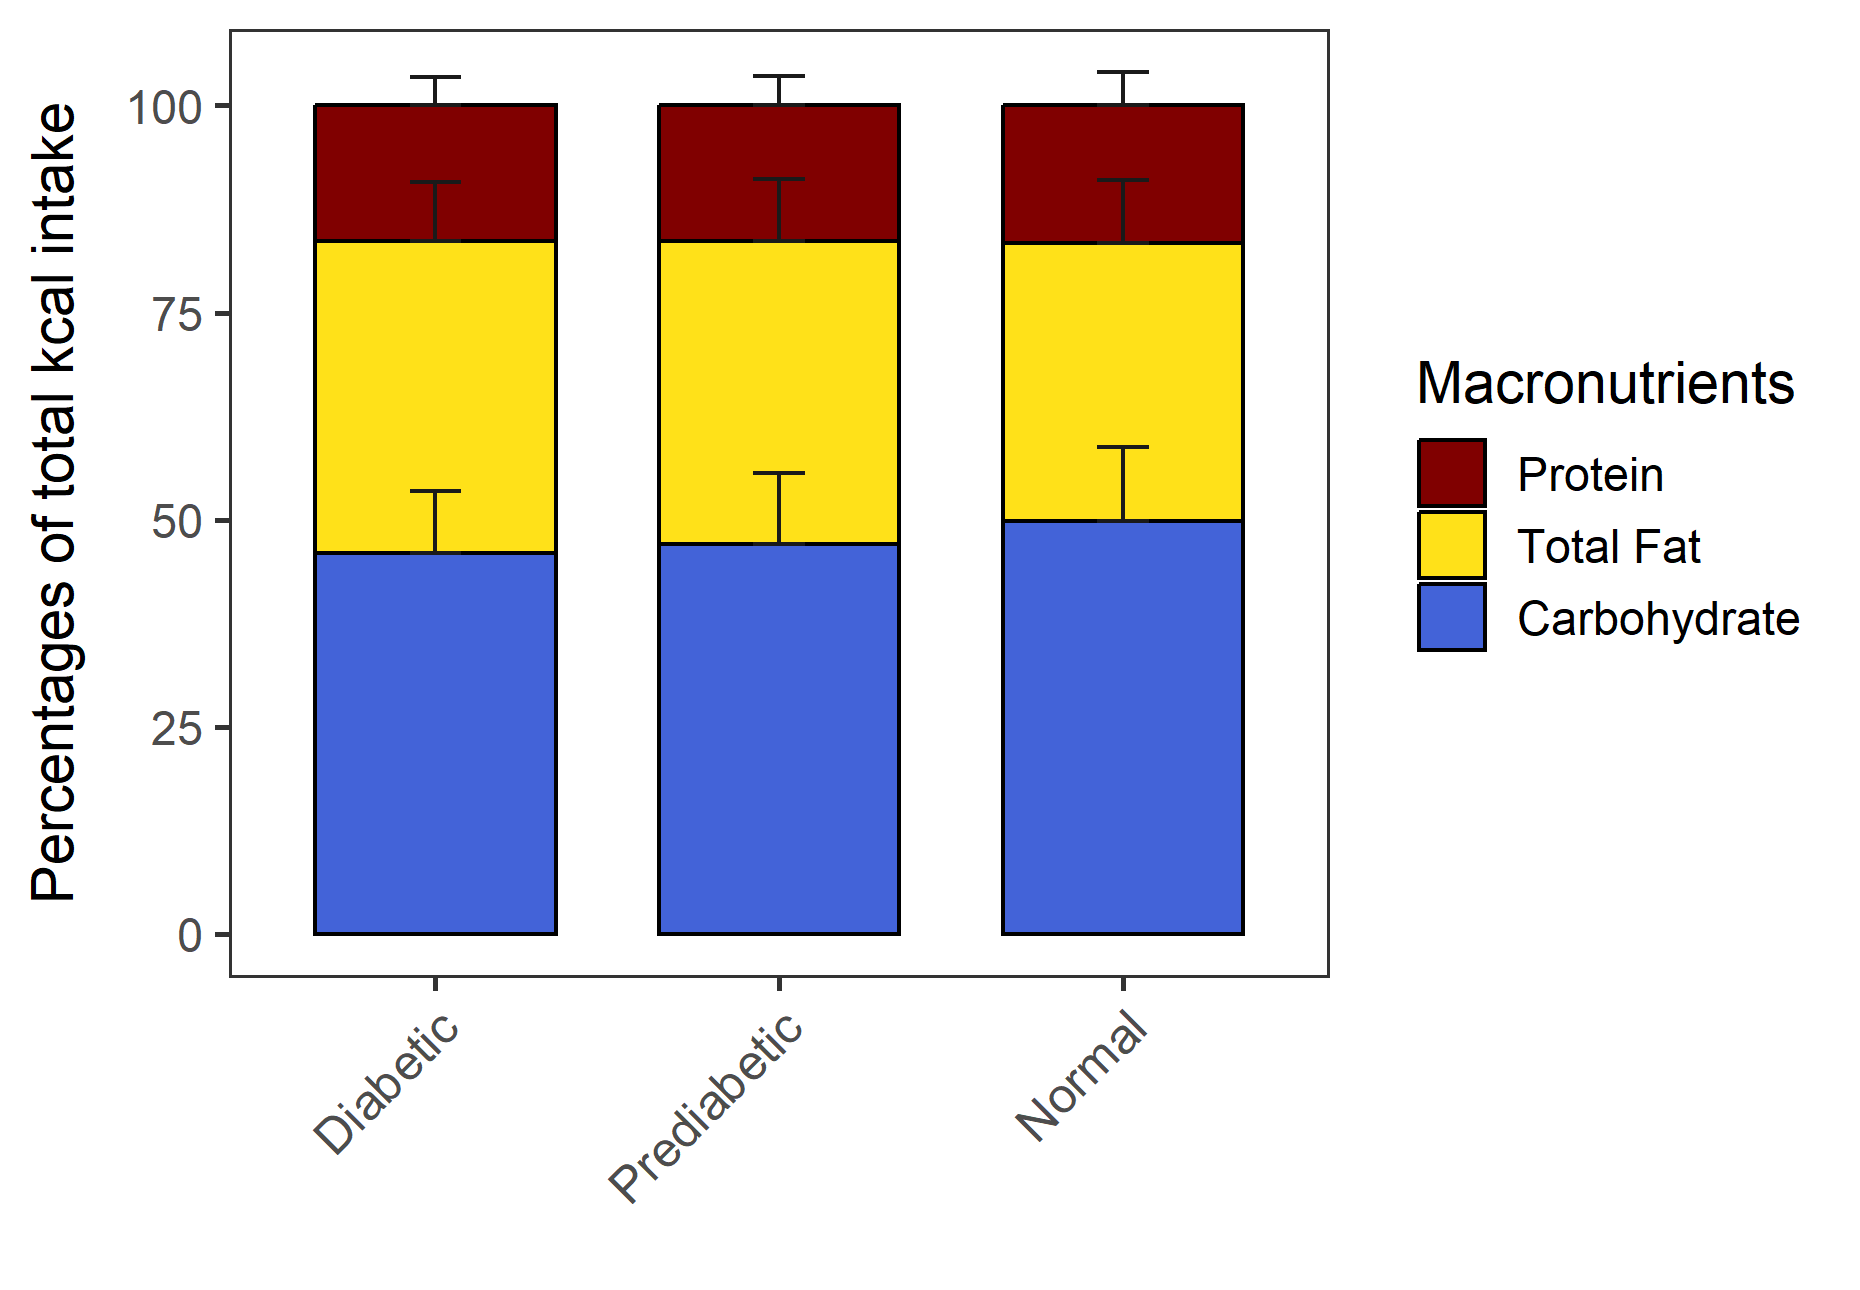 Percentages of total kcal intake
100
75
50
25
0
Diabetic
Prediabetic
Normal
Macronutrients
Protein
Total Fat
Carbohydrate